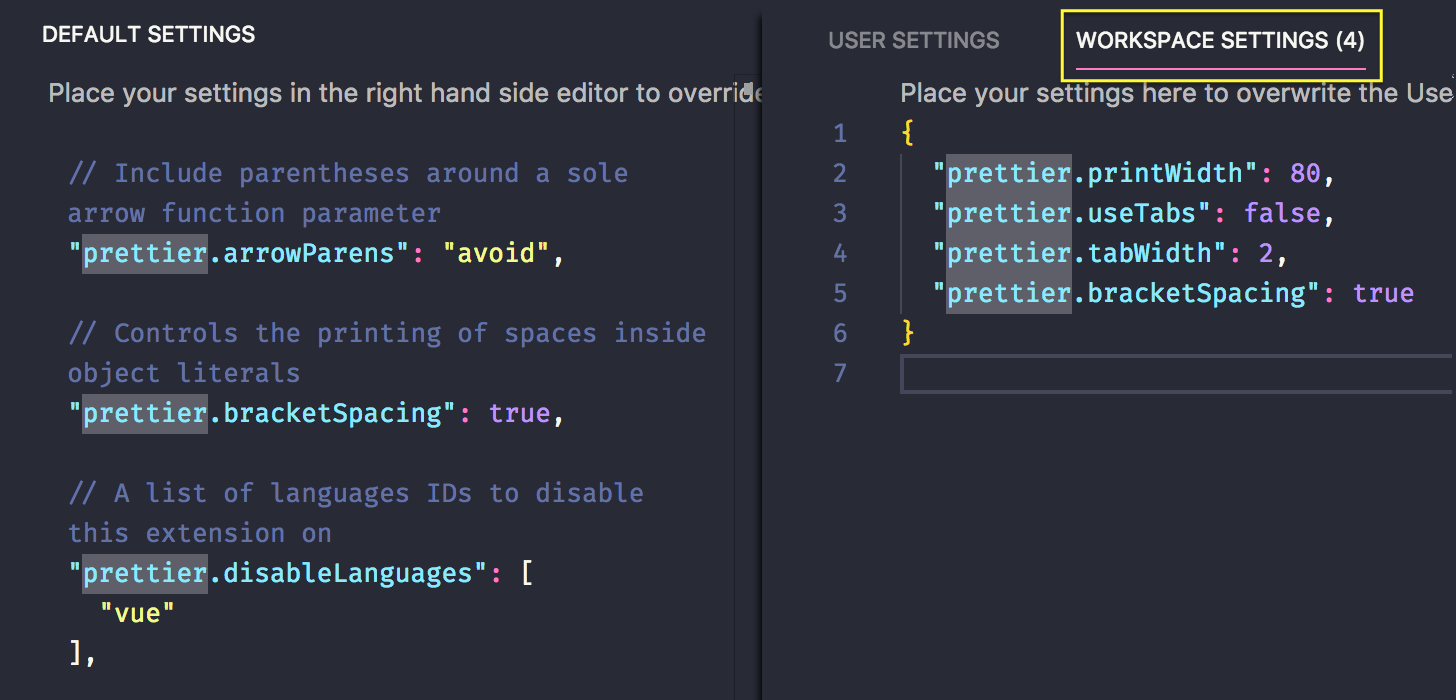 DEFAULT SETTINGS
Place your settings in the right hand side editor to override
// Include parentheses around a sole
arrow function parameter
"prettier.arrowParens": "avoid",
// Controls the printing of spaces inside
object literals
"prettier.bracketSpacing": true,
// A list of languages IDs to disable
this extension on
"prettier.disableLanguages": [
"vue"
],
USER SETTINGS
WORKSPACE SETTINGS (4)
Place your settings here to overwrite the Use
1 {
2 "prettier.printWidth": 80,
3 "prettier.useTabs": false,
4 "prettier.tabWidth": 2,
5 "prettier.bracketSpacing": true
6 }
7